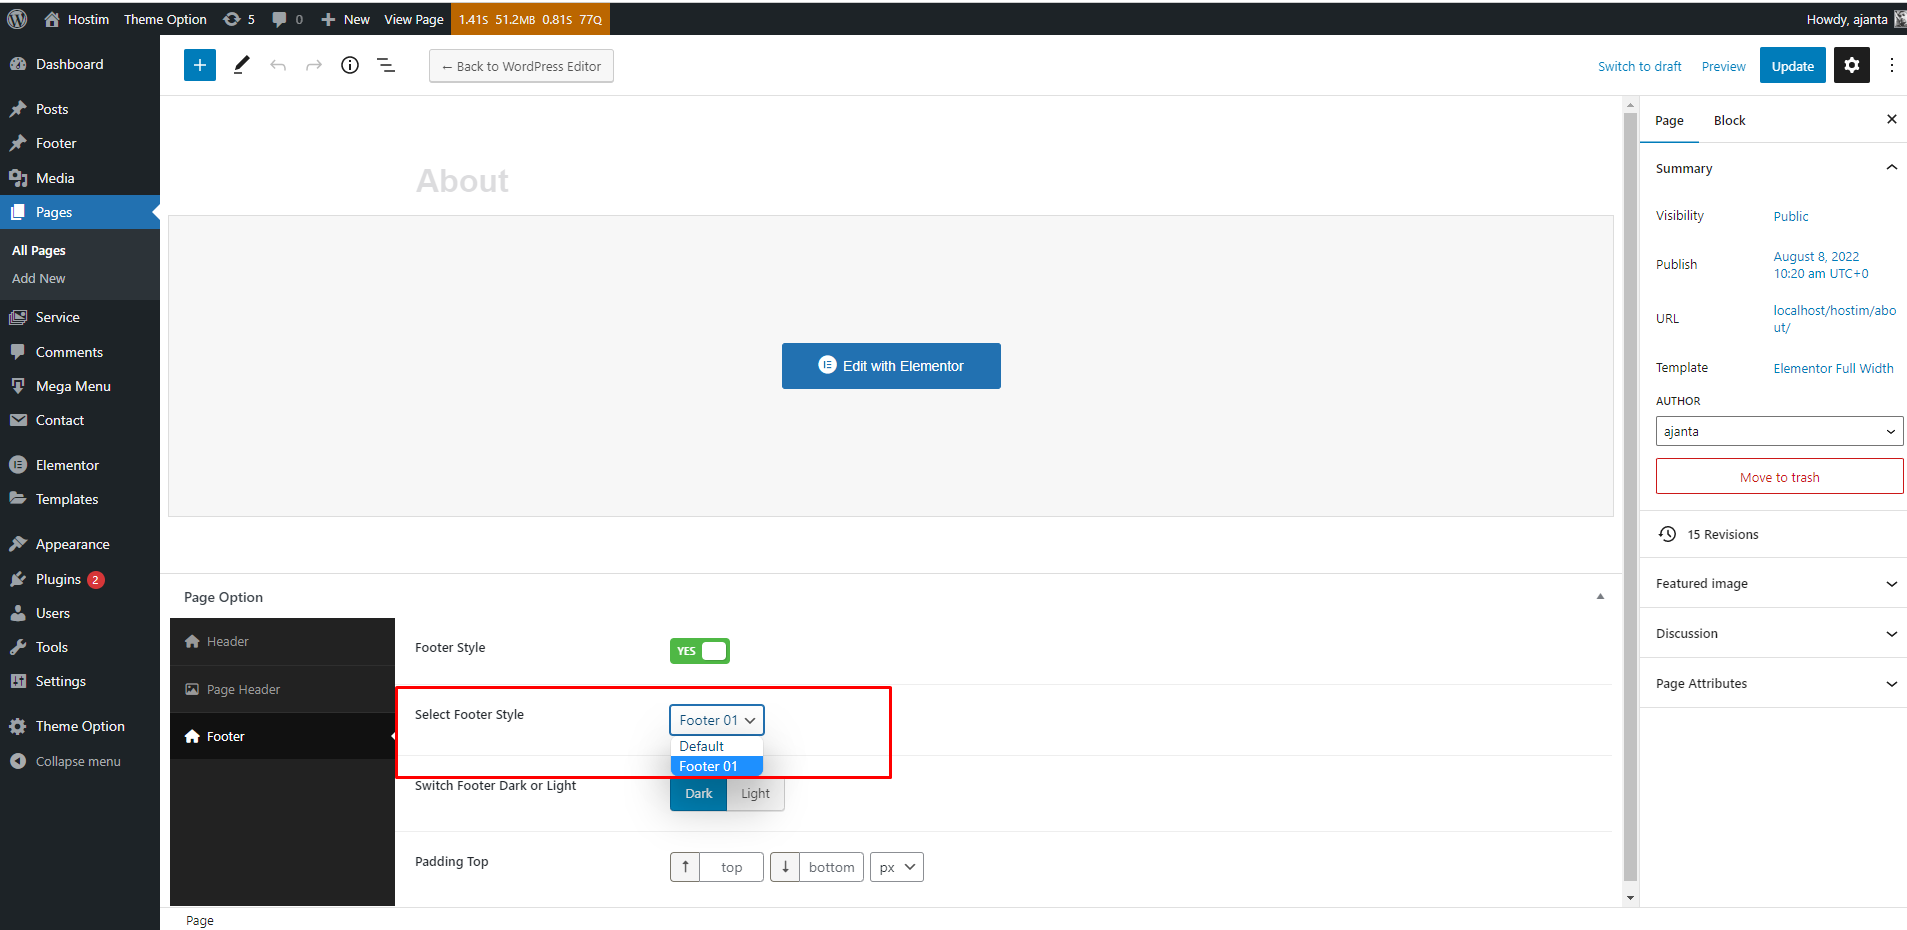 Hostim Theme Option 5 0 New View Page 1.41S 51.2MB 0.81S 77Q Howdy, ajanta
Dashboard
Posts
Footer
Media
Pages
All Pages
Add New
Service
Comments
Mega Menu
Contact
Elementor
Templates
Appearance
Plugins 2
Users
Tools
Settings
Theme Option
Collapse menu
← Back to WordPress Editor
Switch to draft Preview Update
About
Edit with Elementor
Page Option
Header
Page Header
Footer
Footer Style YES
Select Footer Style Footer 01
Default
Footer 01
Switch Footer Dark or Light Dark Light
Padding Top top bottom px
Page
Page Block
Summary
Visibility Public
Publish August 8, 2022
10:20 am UTC+0
URL localhost/hostim/abo
ut/
Template Elementor Full Width
AUTHOR
ajanta
Move to trash
15 Revisions
Featured image
Discussion
Page Attributes